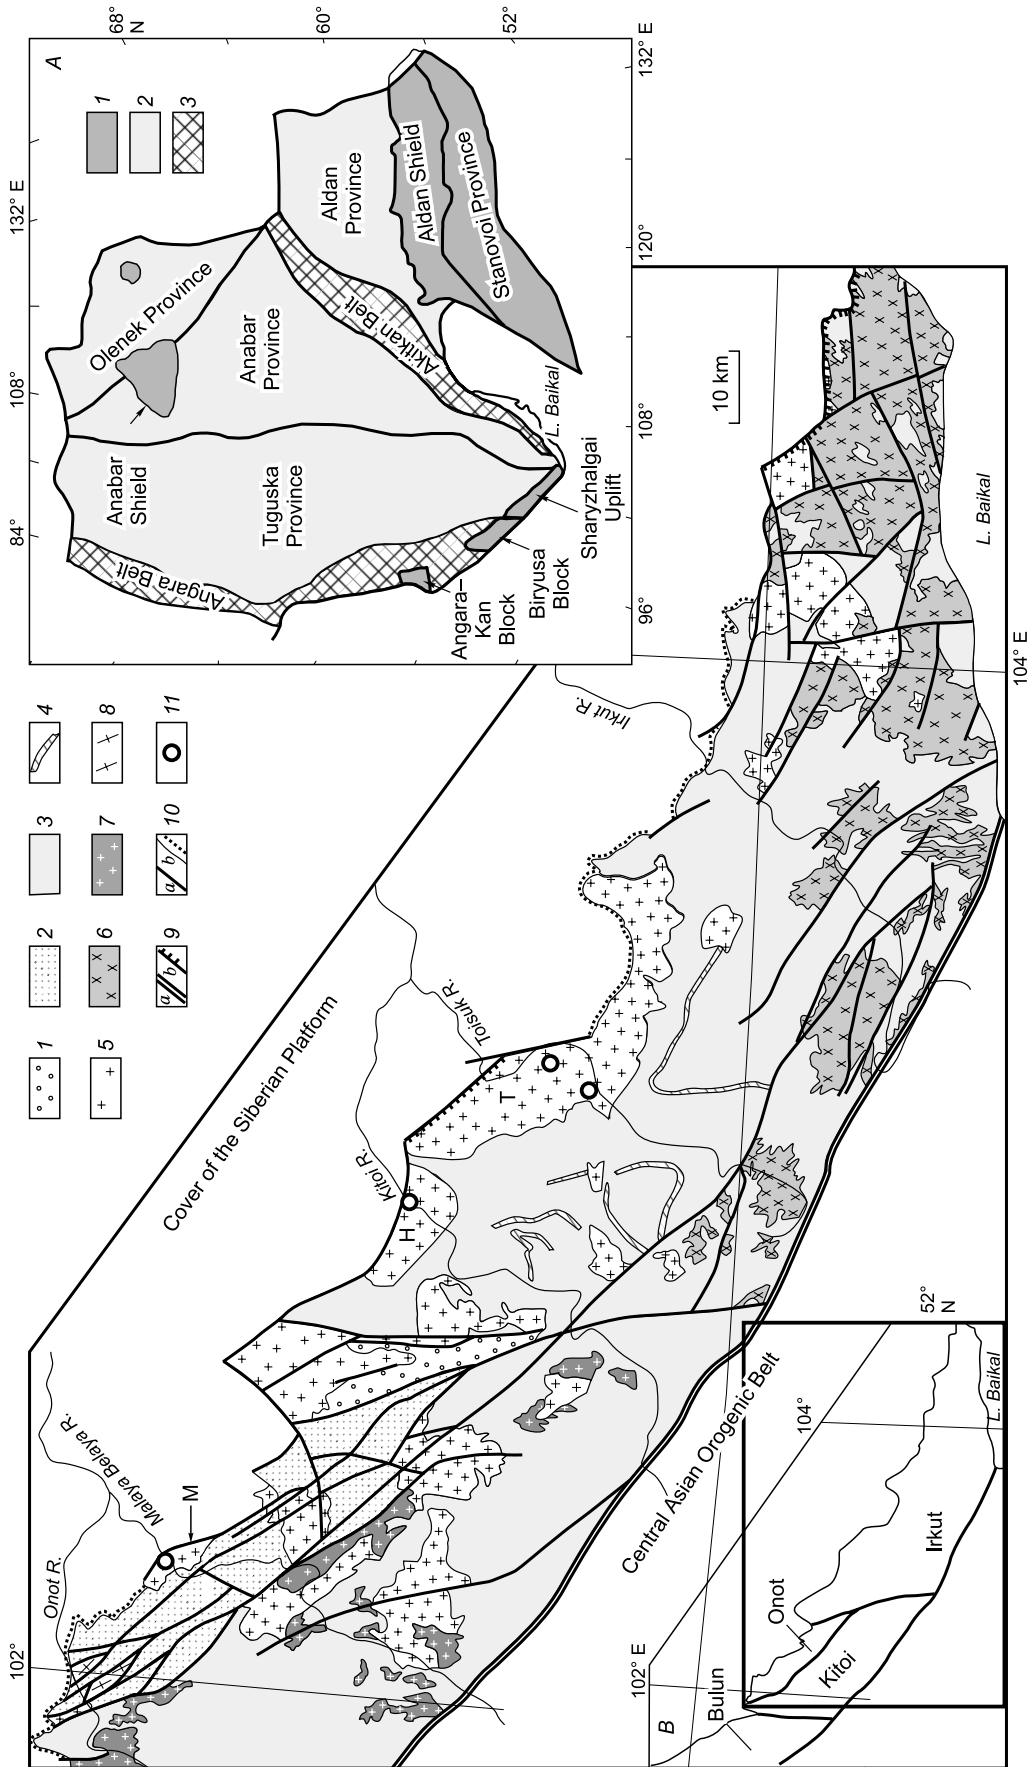 A
68°
N
60°
52°
132° E
108°
84°
132° E
120°
108°
96°
1
2
3
Olenek Province
Anabar
Province
Aldan
Province
Aldan Shield
Stanovoi Province
Akitkan Belt
L. Baikal
Anabar
Shield
Tuguska
Province
Angara Belt
Angara–
Kan
Block
Biryusa
Block
Sharyzhalgai
Uplift
1
2
3
4
5
6
7
8
a
b
9
a
b
10
11
10 km
Cover of the Siberian Platform
Central Asian Orogenic Belt
Onot R.
Malaya Belaya R.
Kitoi R.
Toisuk R.
Irkut R.
L. Baikal
M
H
T
102°
104° E
B
102° E
104°
52°
N
Bulun
Onot
Kitoi
Irkut
L. Baikal